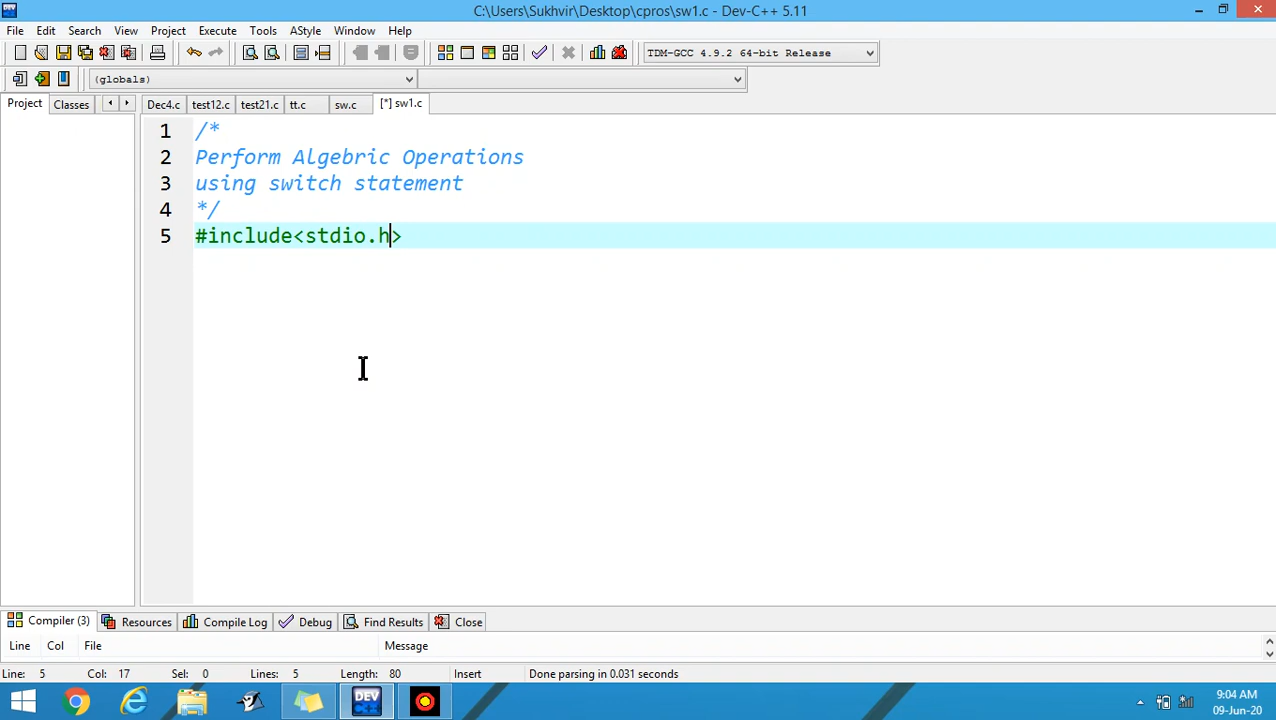 C:\Users\Sukhvir\Desktop\cpros\sw1.c - Dev-C++ 5.11
File Edit Search View Project Execute Tools AStyle Window Help
TDM-GCC 4.9.2 64-bit Release
(globals)
Project Classes Dec4.c test12.c test21.c tt.c sw.c [*] sw1.c
1 /*
2 Perform Algebric Operations
3 using switch statement
4 */
5 #include<stdio.h>
Compiler (3) Resources Compile Log Debug Find Results Close
Line Col File Message
Line: 5 Col: 17 Sel: 0 Lines: 5 Length: 80 Insert Done parsing in 0.031 seconds
DEV C++
9:04 AM
09-Jun-20